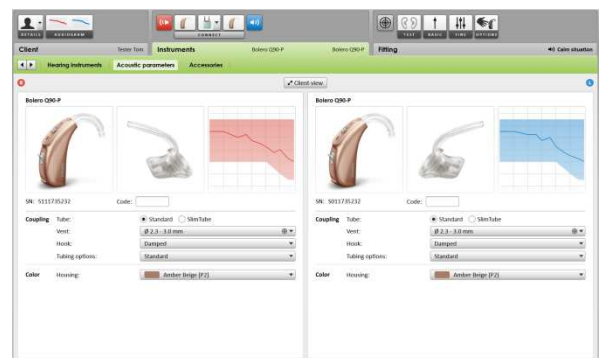 DETAILS AUDIOGRAM CONNECT TEST BASIC FINE OPTIONS
Client Tester Tom Instruments Bolero Q90-P Bolero Q90-P Fitting Calm situation
Hearing instruments Acoustic parameters Accessories
Client view
Bolero Q90-P Bolero Q90-P
SN: 5111735232 Code: SN: 5011735232 Code:
Coupling Tube: Standard SlimTube Coupling Tube: Standard SlimTube
Vent: Ø 2.3 - 3.0 mm Vent: Ø 2.3 - 3.0 mm
Hook: Damped Hook: Damped
Tubing options: Standard Tubing options: Standard
Color Housing: Amber Beige (P2) Color Housing: Amber Beige (P2)